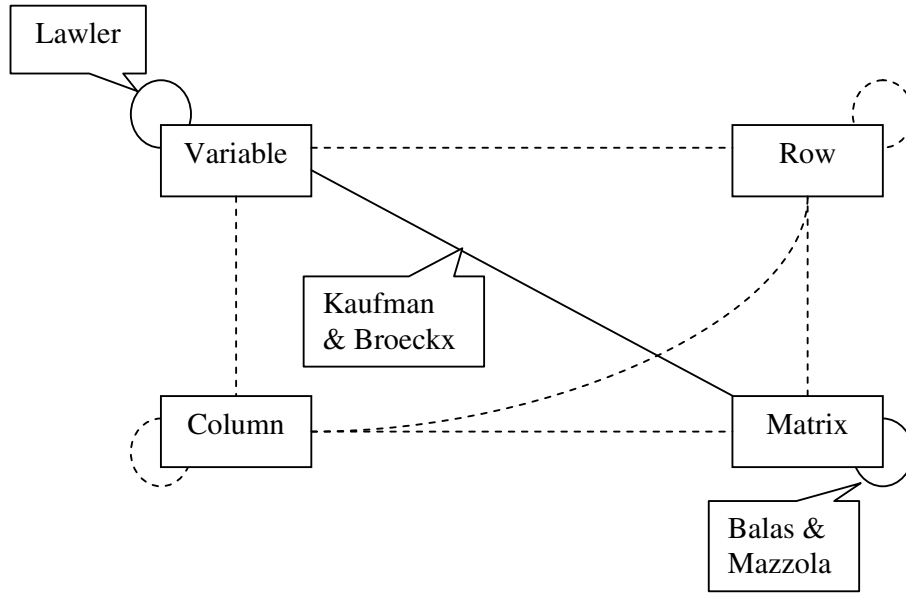 Lawler
Variable
Row
Kaufman
& Broeckx
Column
Matrix
Balas &
Mazzola